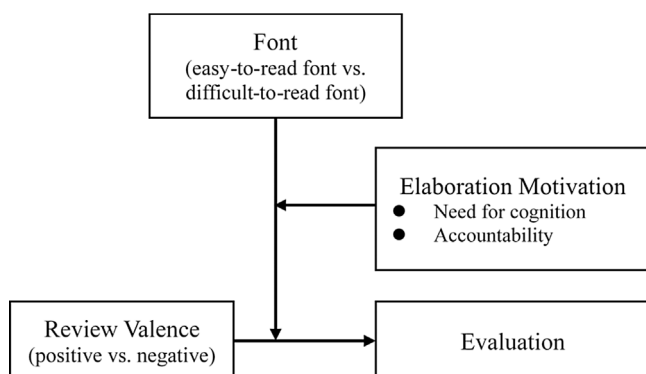 Font
(easy-to-read font vs.
difficult-to-read font)
Elaboration Motivation
● Need for cognition
● Accountability
Review Valence
(positive vs. negative)
Evaluation